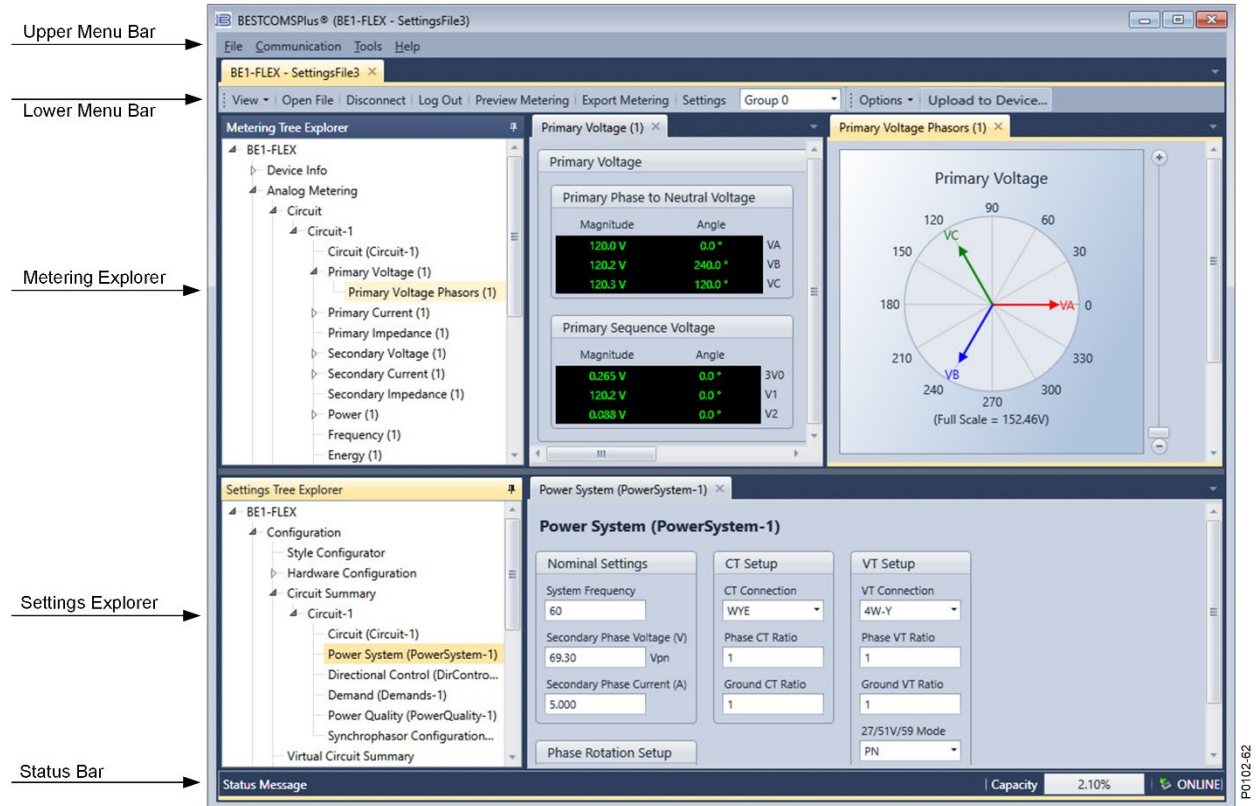 Upper Menu Bar
Lower Menu Bar
Metering Explorer
Settings Explorer
Status Bar
BESTCOMSPlus® (BE1-FLEX - SettingsFile3)
File Communication Tools Help
BE1-FLEX - SettingsFile3
View Open File Disconnect Log Out Preview Metering Export Metering Settings Group 0 Options Upload to Device...
Metering Tree Explorer
BE1-FLEX
Device Info
Analog Metering
Circuit
Circuit-1
Circuit (Circuit-1)
Primary Voltage (1)
Primary Voltage Phasors (1)
Primary Current (1)
Primary Impedance (1)
Secondary Voltage (1)
Secondary Current (1)
Secondary Impedance (1)
Power (1)
Frequency (1)
Energy (1)
Primary Voltage (1)
Primary Voltage
Primary Phase to Neutral Voltage
Magnitude Angle
120.0 V 0.0 ° VA
120.2 V 240.0 ° VB
120.3 V 120.0 ° VC
Primary Sequence Voltage
Magnitude Angle
0.265 V 0.0 ° 3V0
120.2 V 0.0 ° V1
0.088 V 0.0 ° V2
Primary Voltage Phasors (1)
Primary Voltage
90
120 60
VC
150 30
180 VA 0
210 330
VB
240 300
270
(Full Scale = 152.46V)
Settings Tree Explorer
BE1-FLEX
Configuration
Style Configurator
Hardware Configuration
Circuit Summary
Circuit-1
Circuit (Circuit-1)
Power System (PowerSystem-1)
Directional Control (DirContro...
Demand (Demands-1)
Power Quality (PowerQuality-1)
Synchrophasor Configuration...
Virtual Circuit Summary
Power System (PowerSystem-1)
Power System (PowerSystem-1)
Nominal Settings
System Frequency
60
Secondary Phase Voltage (V)
69.30 Vpn
Secondary Phase Current (A)
5.000
Phase Rotation Setup
CT Setup
CT Connection
WYE
Phase CT Ratio
1
Ground CT Ratio
1
VT Setup
VT Connection
4W-Y
Phase VT Ratio
1
Ground VT Ratio
1
27/51V/59 Mode
PN
Status Message Capacity 2.10% ONLINE
P0102-62